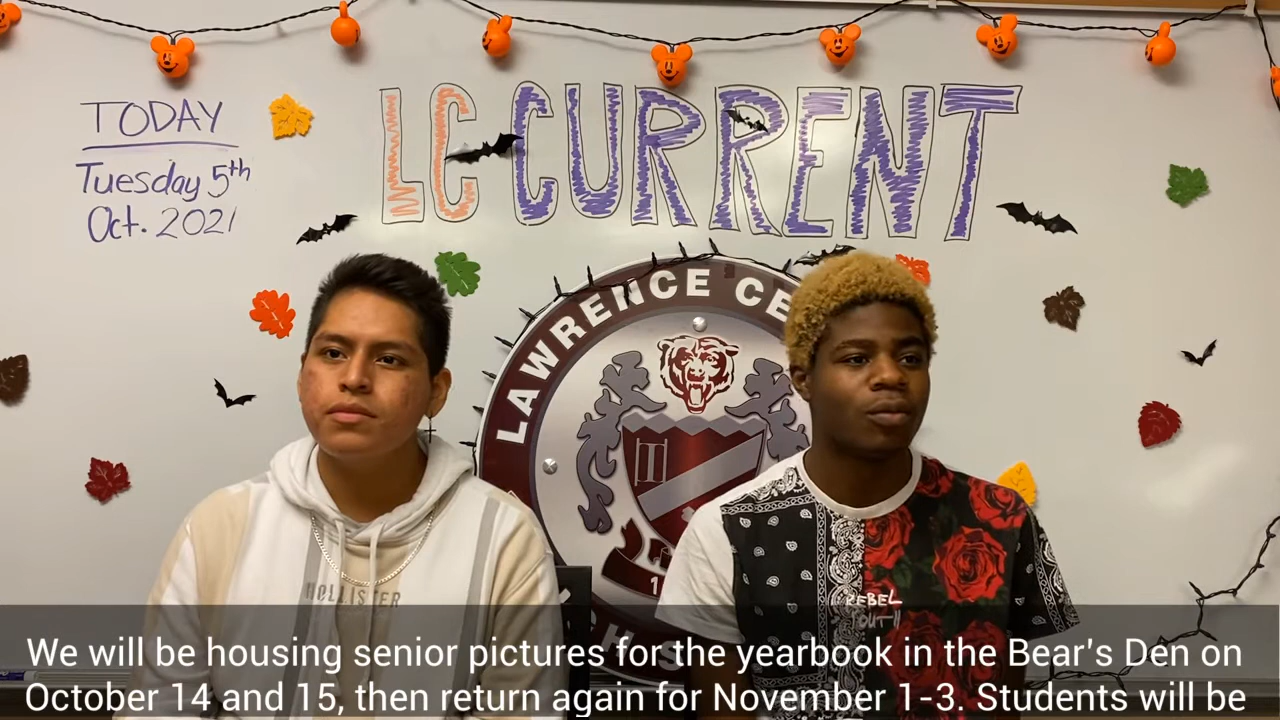 TODAY
Tuesday 5th
Oct. 2021
LC CURRENT
LAWRENCE CE
HOLLISTER
REBEL
We will be housing senior pictures for the yearbook in the Bear's Den on
October 14 and 15, then return again for November 1-3. Students will be